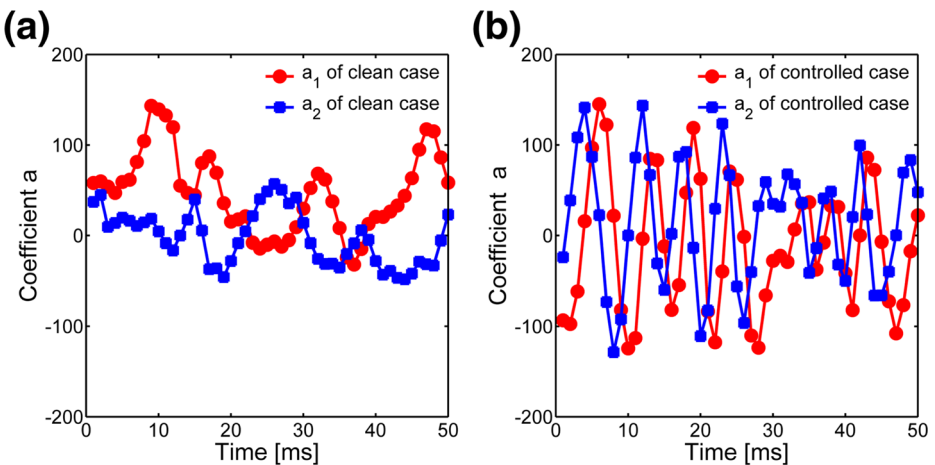 (a)
200
100
0
-100
-200
Coefficient a
a1 of clean case
a2 of clean case
0 10 20 30 40 50
Time [ms]
(b)
200
100
0
-100
-200
Coefficient a
a1 of controlled case
a2 of controlled case
0 10 20 30 40 50
Time [ms]